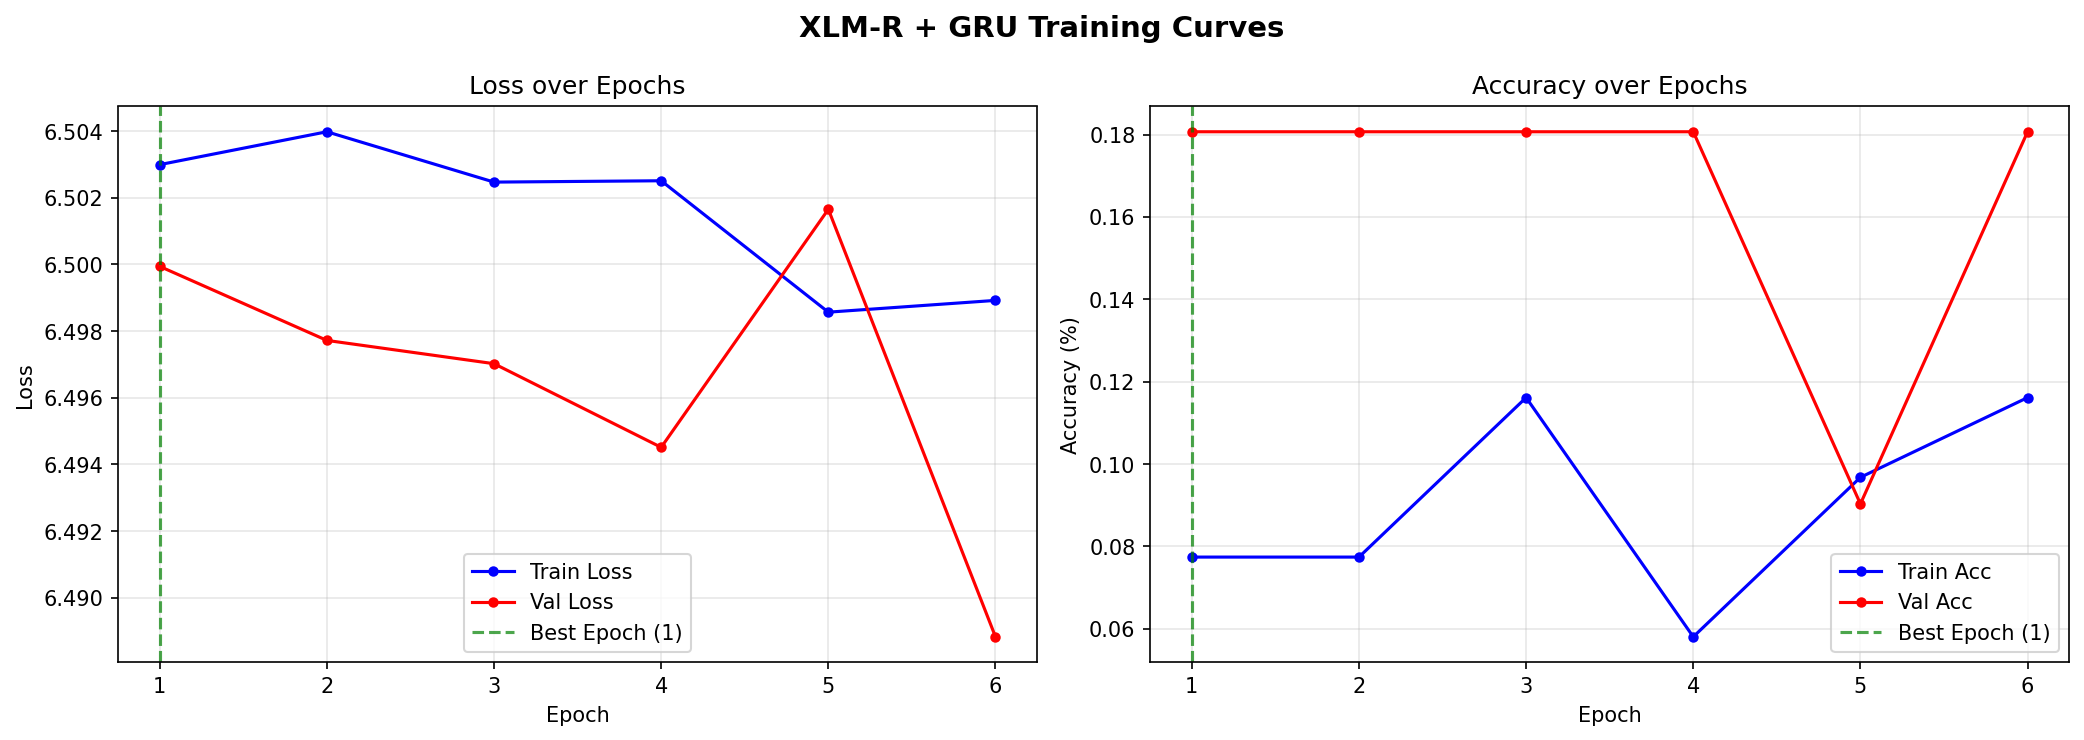 XLM-R + GRU Training Curves
Loss over Epochs
Loss
6.504
6.502
6.500
6.498
6.496
6.494
6.492
6.490
Train Loss
Val Loss
Best Epoch (1)
1 2 3 4 5 6
Epoch
Accuracy over Epochs
Accuracy (%)
0.18
0.16
0.14
0.12
0.10
0.08
0.06
Train Acc
Val Acc
Best Epoch (1)
1 2 3 4 5 6
Epoch